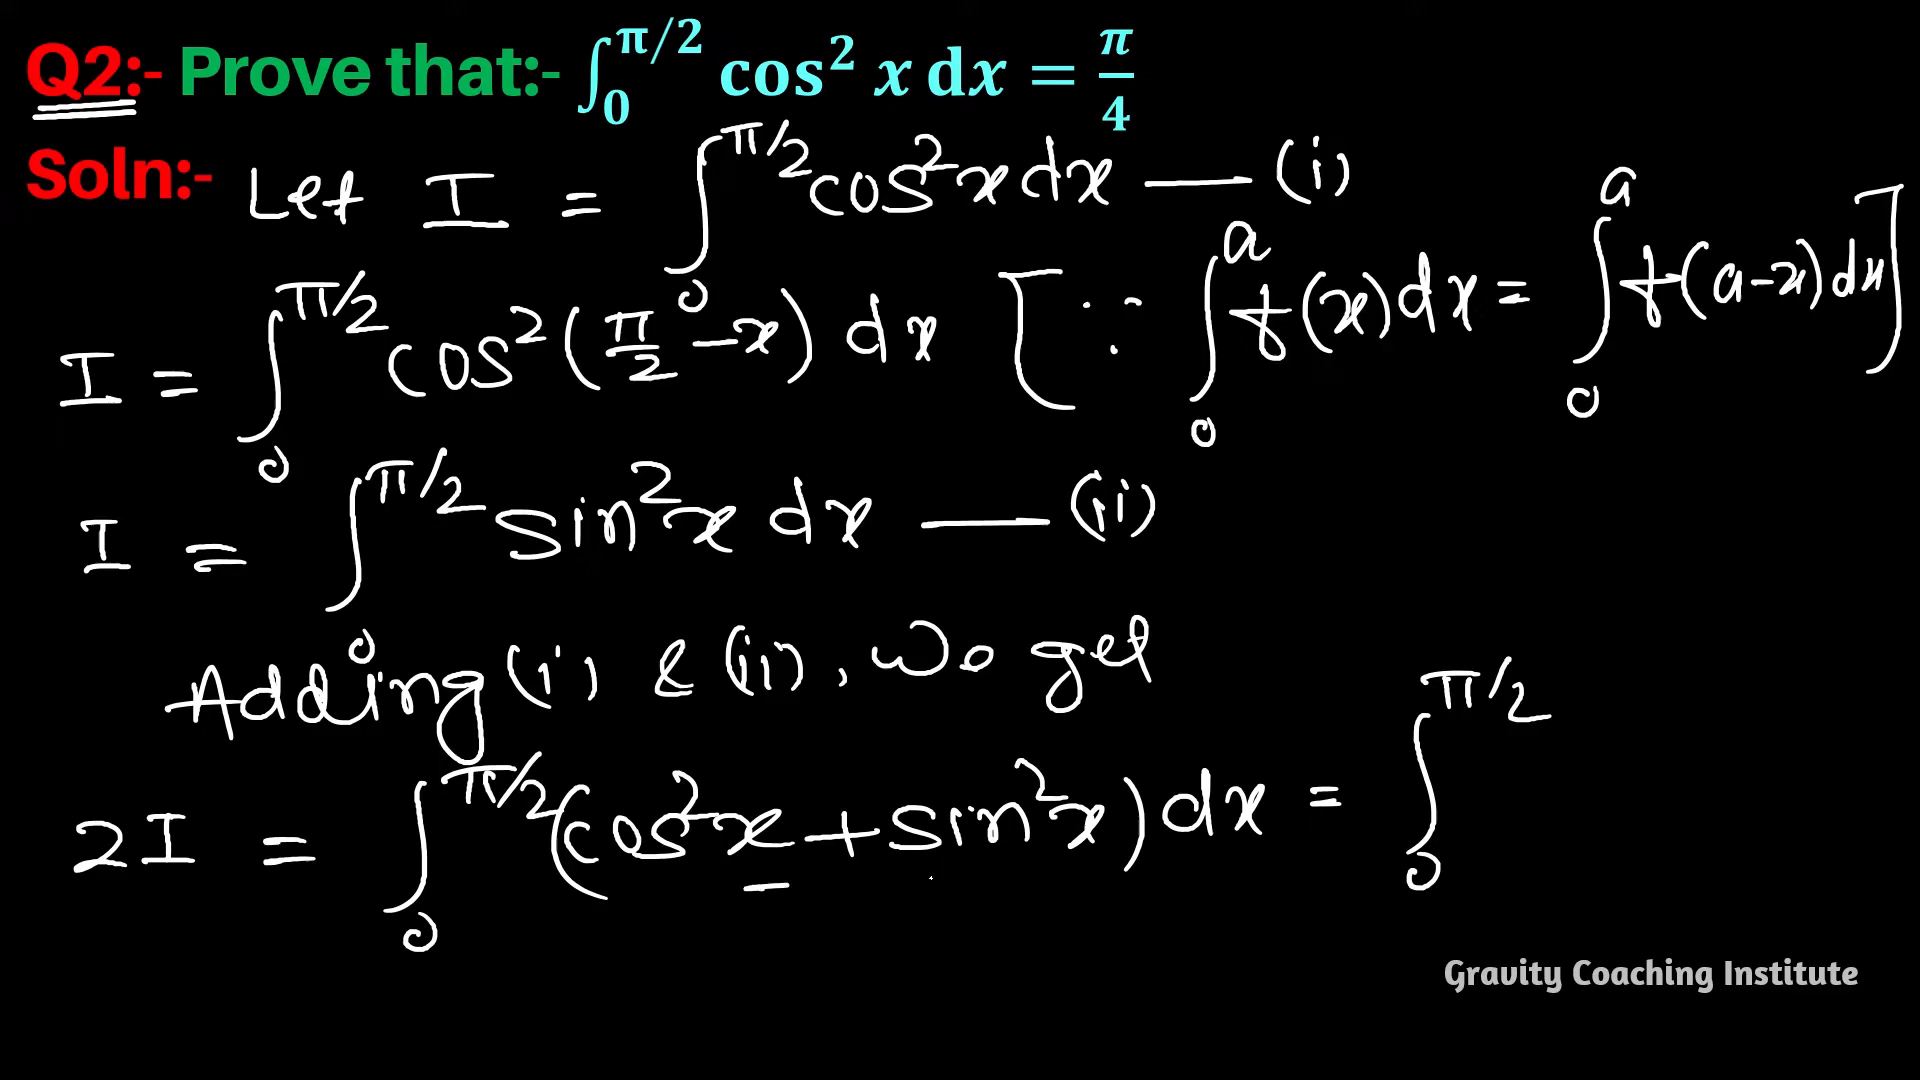 Q2:- Prove that:- ∫₀^{π/2} cos² x dx = π/4
Soln:- Let I = ∫₀^{π/2} cos²x dx — (i)
I = ∫₀^{π/2} cos²(π/2 - x) dx [∵ ∫₀^a f(x) dx = ∫₀^a f(a-x) dx]
I = ∫₀^{π/2} sin²x dx — (ii)
Adding (i) & (ii), we get
2I = ∫₀^{π/2} (cos²x + sin²x) dx = ∫₀^{π/2}
Gravity Coaching Institute